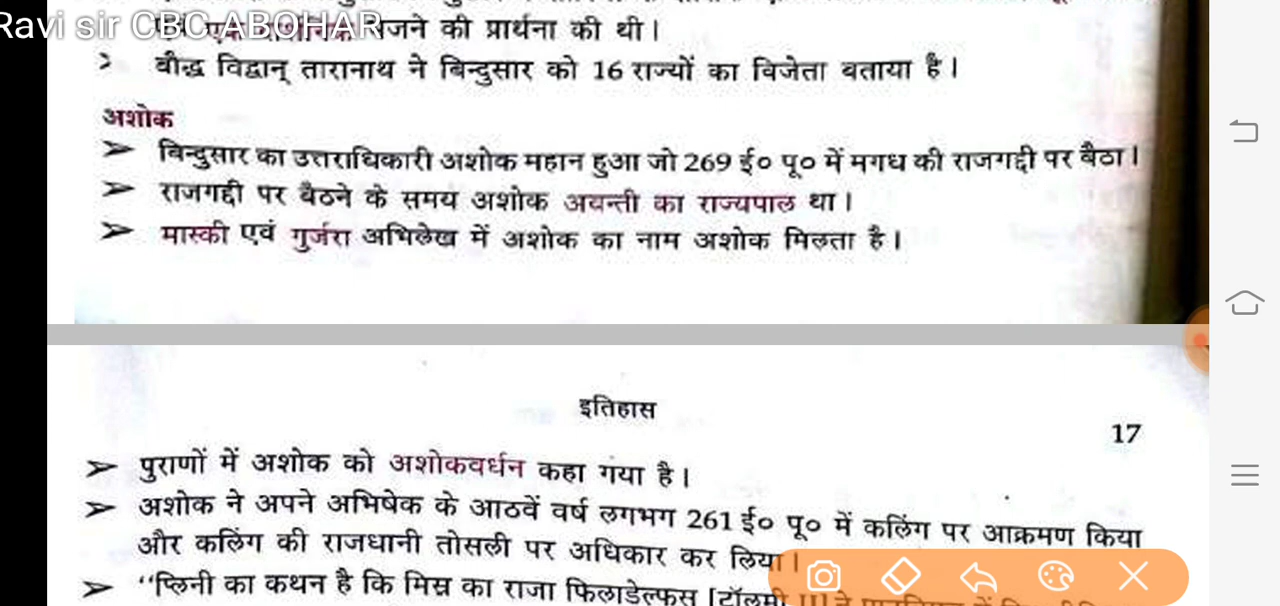 Ravi sir CBC ABOHAR
की प्रार्थना की थी।
बौद्ध विद्वान् तारानाथ ने बिन्दुसार को 16 राज्यों का विजेता बताया है।
अशोक
➤ बिन्दुसार का उत्तराधिकारी अशोक महान हुआ जो 269 ई० पू० में मगध की राजगद्दी पर बैठा।
➤ राजगद्दी पर बैठने के समय अशोक अवन्ती का राज्यपाल था।
➤ मास्की एवं गुर्जरा अभिलेख में अशोक का नाम अशोक मिलता है।
इतिहास
17
➤ पुराणों में अशोक को अशोकवर्धन कहा गया है।
➤ अशोक ने अपने अभिषेक के आठवें वर्ष लगभग 261 ई० पू० में कलिंग पर आक्रमण किया
और कलिंग की राजधानी तोसली पर अधिकार कर लिया।
➤ “प्लिनी का कथन है कि मिस्र का राजा फिलाडेल्फस